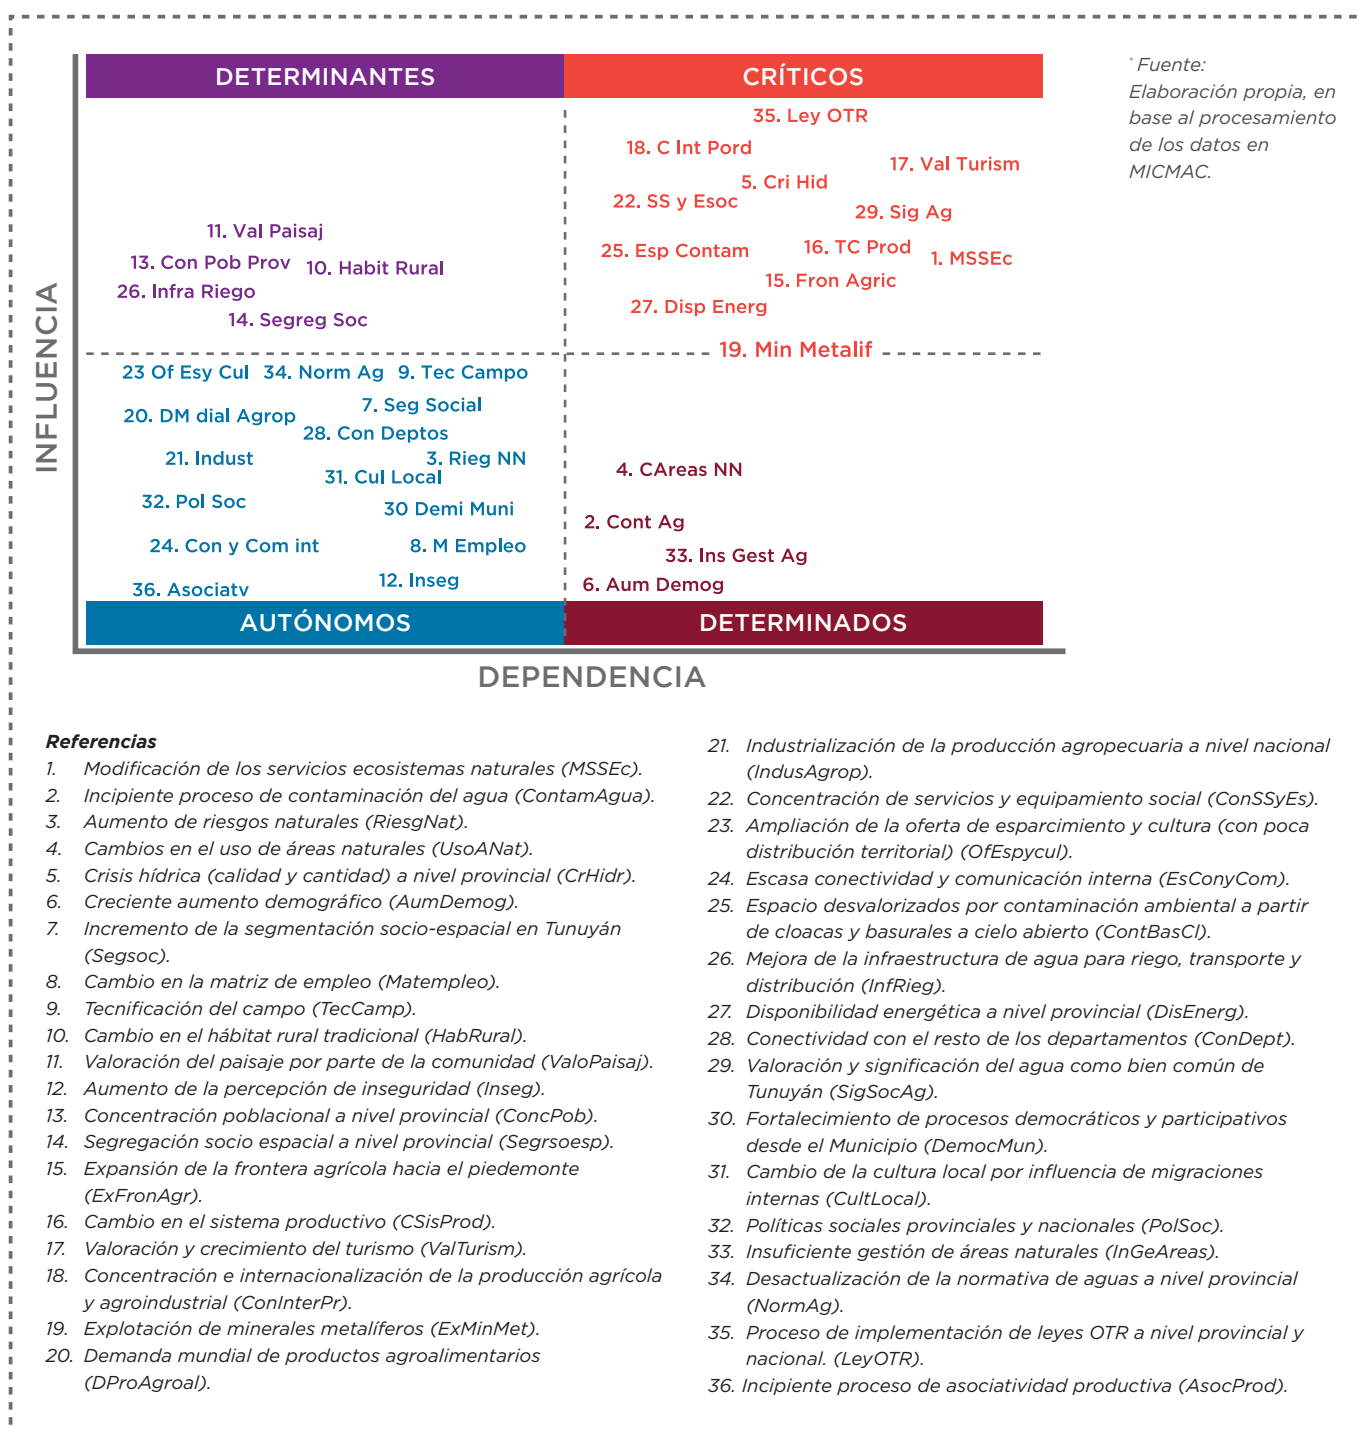 DETERMINANTES
CRÍTICOS
35. Ley OTR
18. C Int Pord
17. Val Turism
5. Cri Hid
22. SS y Esoc
29. Sig Ag
11. Val Paisaj
25. Esp Contam
16. TC Prod
1. MSSEc
13. Con Pob Prov
10. Habit Rural
15. Fron Agric
26. Infra Riego
27. Disp Energ
14. Segreg Soc
19. Min Metalif
23 Of Esy Cul
34. Norm Ag
9. Tec Campo
7. Seg Social
20. DM dial Agrop
28. Con Deptos
21. Indust
3. Rieg NN
31. Cul Local
4. CAreas NN
32. Pol Soc
30 Demi Muni
2. Cont Ag
24. Con y Com int
8. M Empleo
33. Ins Gest Ag
36. Asociatv
12. Inseg
6. Aum Demog
AUTÓNOMOS
DETERMINADOS
INFLUENCIA
DEPENDENCIA
* Fuente:
Elaboración propia, en
base al procesamiento
de los datos en
MICMAC.
Referencias
1. Modificación de los servicios ecosistemas naturales (MSSEc).
2. Incipiente proceso de contaminación del agua (ContamAgua).
3. Aumento de riesgos naturales (RiesgNat).
4. Cambios en el uso de áreas naturales (UsoANat).
5. Crisis hídrica (calidad y cantidad) a nivel provincial (CrHidr).
6. Creciente aumento demográfico (AumDemog).
7. Incremento de la segmentación socio-espacial en Tunuyán
(Segsoc).
8. Cambio en la matriz de empleo (Matempleo).
9. Tecnificación del campo (TecCamp).
10. Cambio en el hábitat rural tradicional (HabRural).
11. Valoración del paisaje por parte de la comunidad (ValoPaisaj).
12. Aumento de la percepción de inseguridad (Inseg).
13. Concentración poblacional a nivel provincial (ConcPob).
14. Segregación socio espacial a nivel provincial (Segrsoesp).
15. Expansión de la frontera agrícola hacia el piedemonte
(ExFronAgr).
16. Cambio en el sistema productivo (CSisProd).
17. Valoración y crecimiento del turismo (ValTurism).
18. Concentración e internacionalización de la producción agrícola
y agroindustrial (ConInterPr).
19. Explotación de minerales metalíferos (ExMinMet).
20. Demanda mundial de productos agroalimentarios
(DProAgroal).
21. Industrialización de la producción agropecuaria a nivel nacional
(IndusAgrop).
22. Concentración de servicios y equipamiento social (ConSSyEs).
23. Ampliación de la oferta de esparcimiento y cultura (con poca
distribución territorial) (OfEspycul).
24. Escasa conectividad y comunicación interna (EsConyCom).
25. Espacio desvalorizados por contaminación ambiental a partir
de cloacas y basurales a cielo abierto (ContBasCl).
26. Mejora de la infraestructura de agua para riego, transporte y
distribución (InfRieg).
27. Disponibilidad energética a nivel provincial (DisEnerg).
28. Conectividad con el resto de los departamentos (ConDept).
29. Valoración y significación del agua como bien común de
Tunuyán (SigSocAg).
30. Fortalecimiento de procesos democráticos y participativos
desde el Municipio (DemocMun).
31. Cambio de la cultura local por influencia de migraciones
internas (CultLocal).
32. Políticas sociales provinciales y nacionales (PolSoc).
33. Insuficiente gestión de áreas naturales (InGeAreas).
34. Desactualización de la normativa de aguas a nivel provincial
(NormAg).
35. Proceso de implementación de leyes OTR a nivel provincial y
nacional. (LeyOTR).
36. Incipiente proceso de asociatividad productiva (AsocProd).